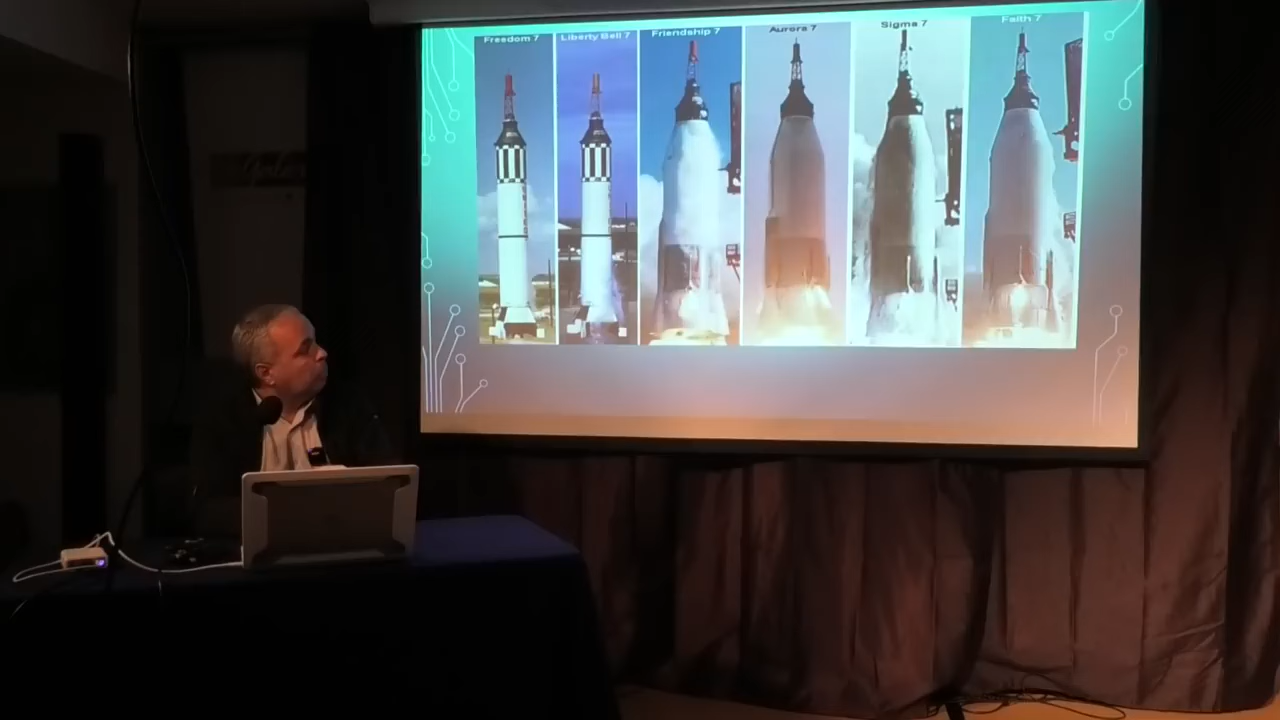 Freedom 7
Liberty Bell 7
Friendship 7
Aurora 7
Sigma 7
Faith 7